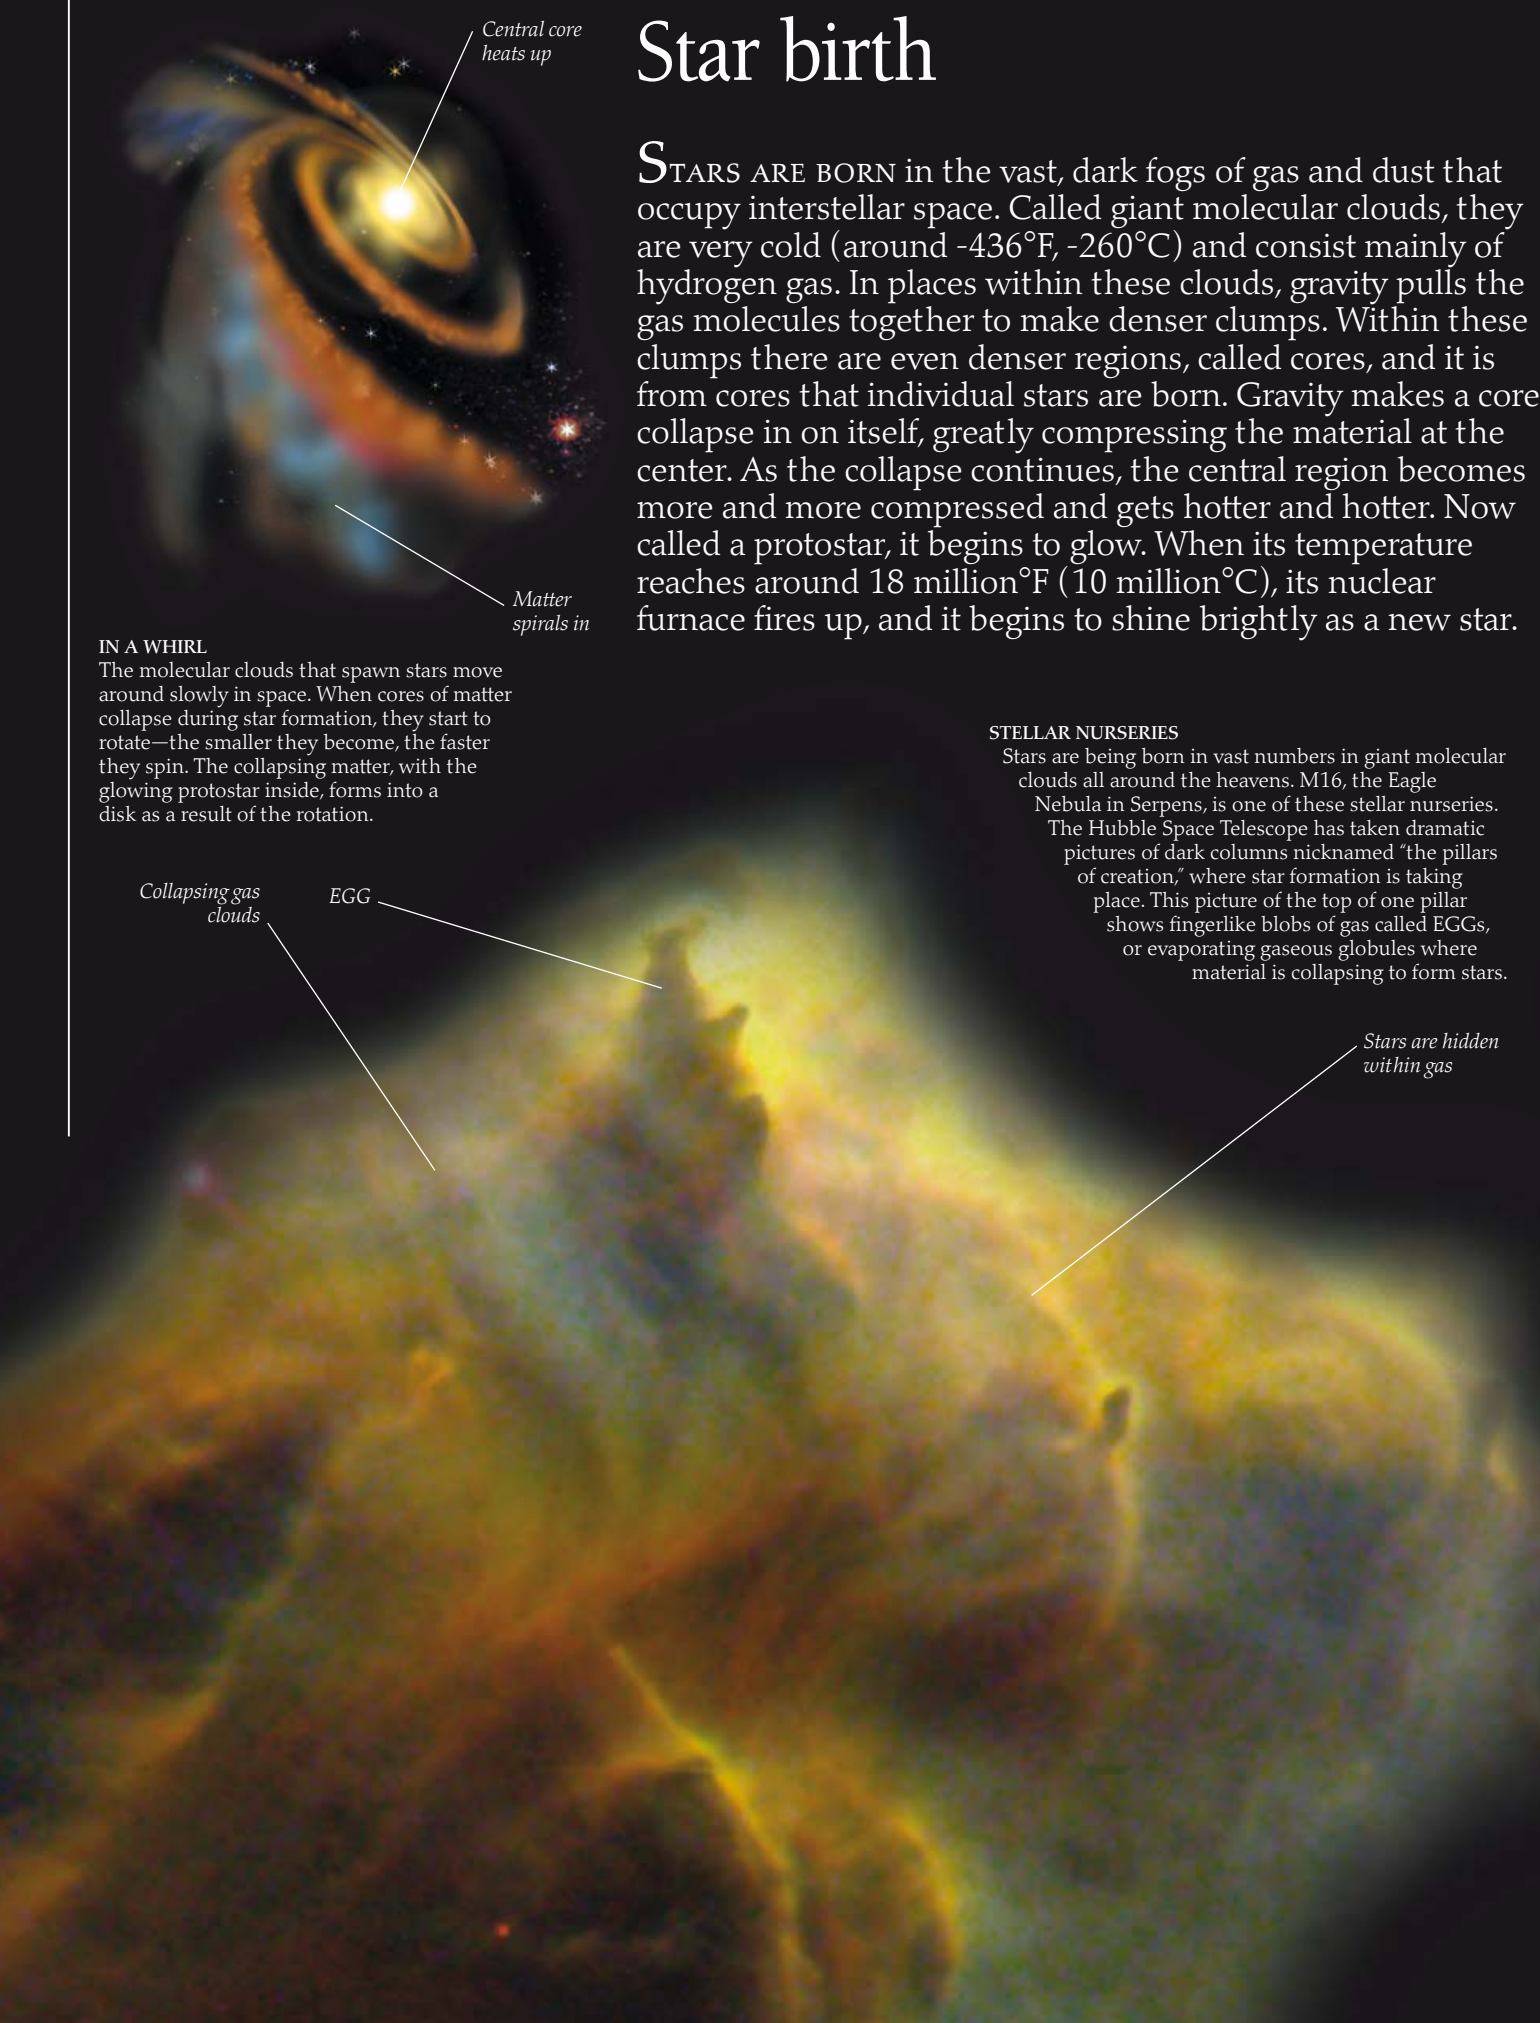 Central core
heats up
Star birth
STARS ARE BORN in the vast, dark fogs of gas and dust that
occupy interstellar space. Called giant molecular clouds, they
are very cold (around -436°F, -260°C) and consist mainly of
hydrogen gas. In places within these clouds, gravity pulls the
gas molecules together to make denser clumps. Within these
clumps there are even denser regions, called cores, and it is
from cores that individual stars are born. Gravity makes a core
collapse in on itself, greatly compressing the material at the
center. As the collapse continues, the central region becomes
more and more compressed and gets hotter and hotter. Now
called a protostar, it begins to glow. When its temperature
reaches around 18 million°F (10 million°C), its nuclear
furnace fires up, and it begins to shine brightly as a new star.
Matter
spirals in
IN A WHIRL
The molecular clouds that spawn stars move
around slowly in space. When cores of matter
collapse during star formation, they start to
rotate—the smaller they become, the faster
they spin. The collapsing matter, with the
glowing protostar inside, forms into a
disk as a result of the rotation.
STELLAR NURSERIES
Stars are being born in vast numbers in giant molecular
clouds all around the heavens. M16, the Eagle
Nebula in Serpens, is one of these stellar nurseries.
The Hubble Space Telescope has taken dramatic
pictures of dark columns nicknamed “the pillars
of creation,” where star formation is taking
place. This picture of the top of one pillar
shows fingerlike blobs of gas called EGGs,
or evaporating gaseous globules where
material is collapsing to form stars.
Collapsing gas
clouds
EGG
Stars are hidden
within gas